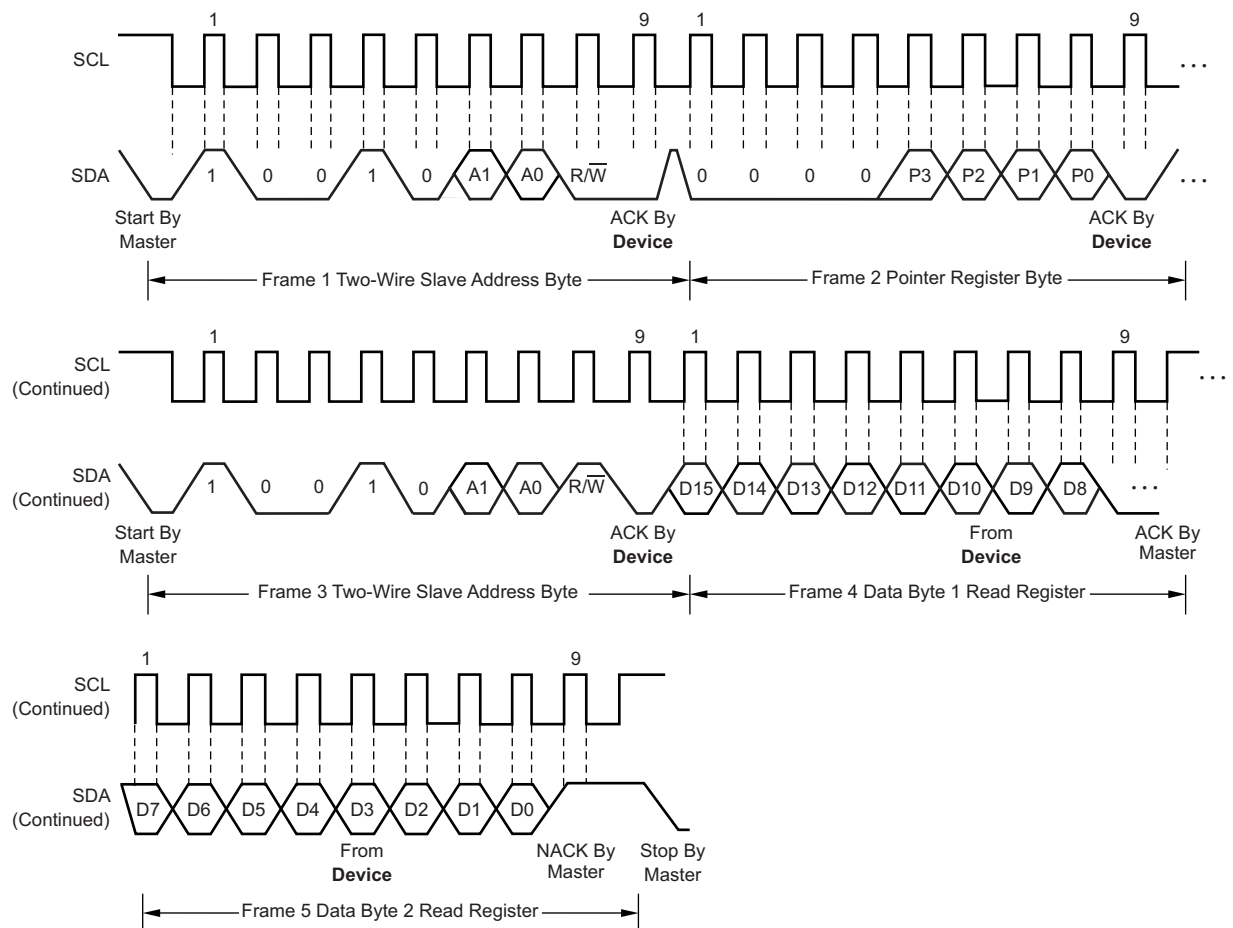 1 9 1 9
SCL
...
SDA 1 0 0 1 0 A1 A0 R/W̅ 0 0 0 0 P3 P2 P1 P0 ...
Start By
Master
ACK By
Device
ACK By
Device
Frame 1 Two-Wire Slave Address Byte
Frame 2 Pointer Register Byte
1 9 1 9
SCL
(Continued)
...
SDA
(Continued)
1 0 0 1 0 A1 A0 R/W̅ D15 D14 D13 D12 D11 D10 D9 D8 ...
Start By
Master
ACK By
Device
From
Device
ACK By
Master
Frame 3 Two-Wire Slave Address Byte
Frame 4 Data Byte 1 Read Register
1 9
SCL
(Continued)
SDA
(Continued)
D7 D6 D5 D4 D3 D2 D1 D0
From
Device
NACK By
Master
Stop By
Master
Frame 5 Data Byte 2 Read Register